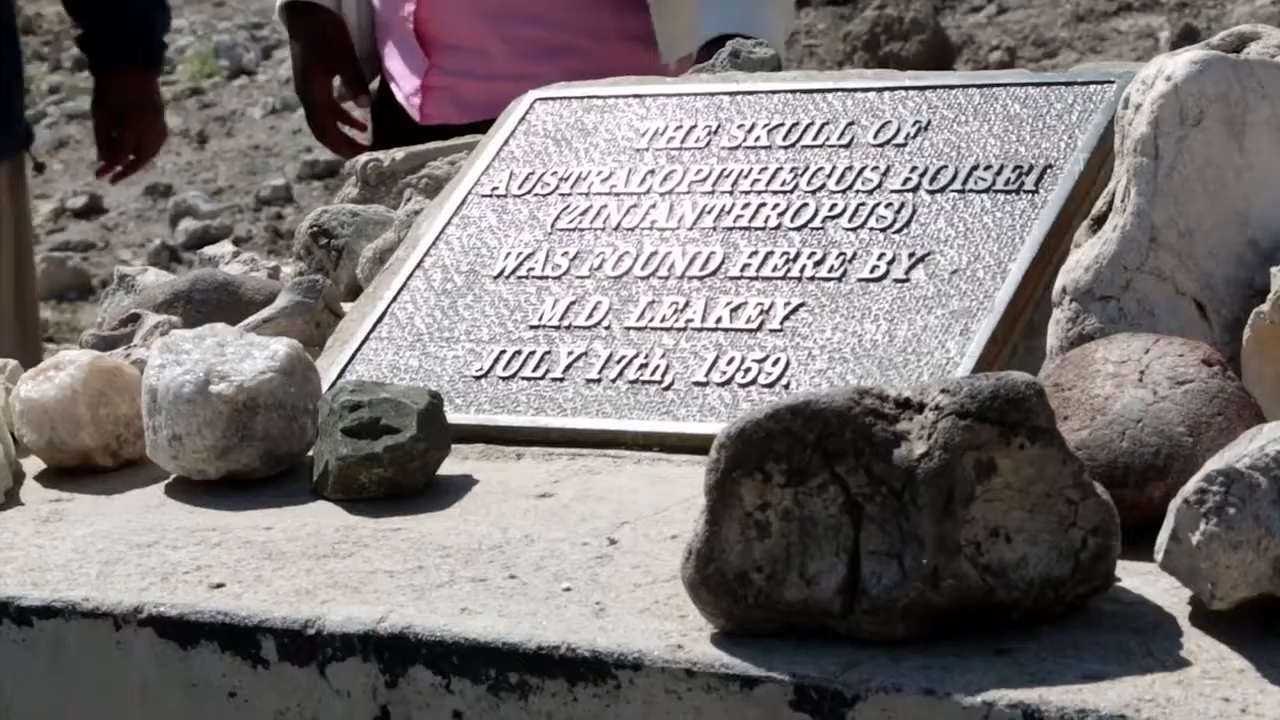 THE SKULL OF
AUSTRALOPITHECUS BOISEI
(ZINJANTHROPUS)
WAS FOUND HERE BY
M.D. LEAKEY
JULY 17th, 1959.